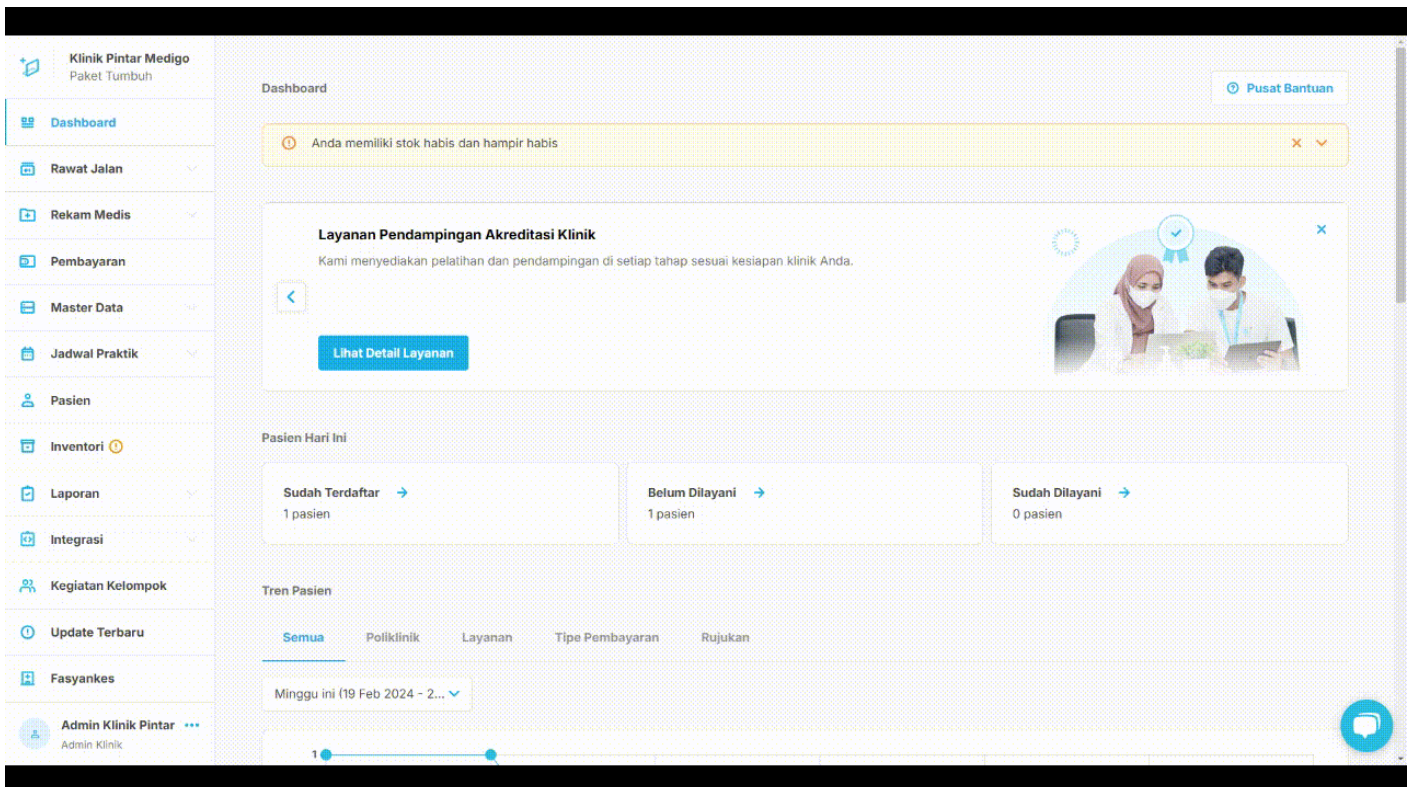 Klinik Pintar Medigo
Paket Tumbuh
Dashboard
Rawat Jalan
Rekam Medis
Pembayaran
Master Data
Jadwal Praktik
Pasien
Inventori
Laporan
Integrasi
Kegiatan Kelompok
Update Terbaru
Fasyankes
Admin Klinik Pintar
Admin Klinik
Dashboard
Pusat Bantuan
Anda memiliki stok habis dan hampir habis
Layanan Pendampingan Akreditasi Klinik
Kami menyediakan pelatihan dan pendampingan di setiap tahap sesuai kesiapan klinik Anda.
Lihat Detail Layanan
Pasien Hari Ini
Sudah Terdaftar
1 pasien
Belum Dilayani
1 pasien
Sudah Dilayani
0 pasien
Tren Pasien
Semua Poliklinik Layanan Tipe Pembayaran Rujukan
Minggu ini (19 Feb 2024 - 2...
1